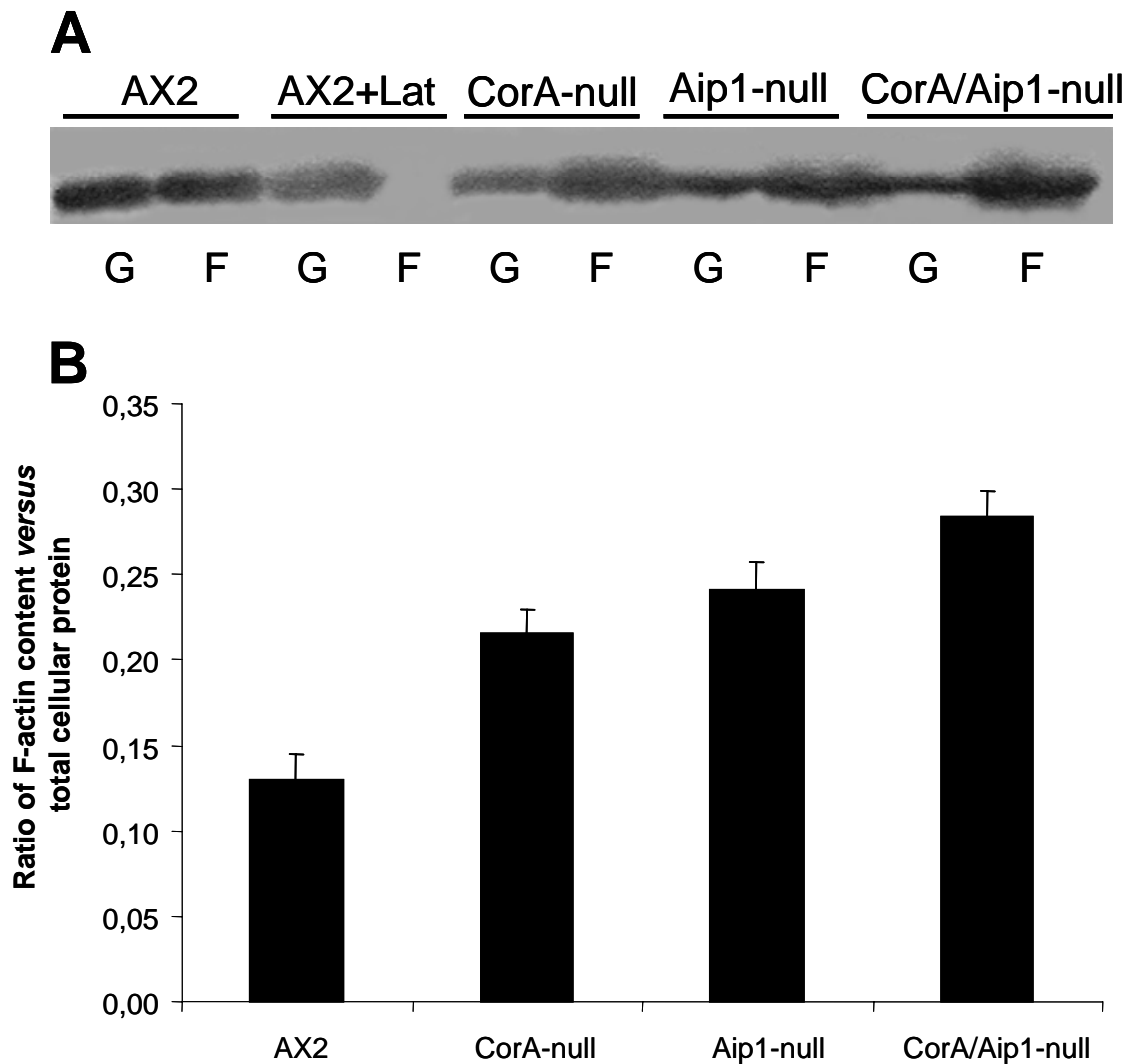 A
AX2 AX2+Lat CorA-null Aip1-null CorA/Aip1-null
G F G F G F G F G F
B
0,35
0,30
0,25
0,20
0,15
0,10
0,05
0,00
Ratio of F-actin content versus
total cellular protein
AX2 CorA-null Aip1-null CorA/Aip1-null